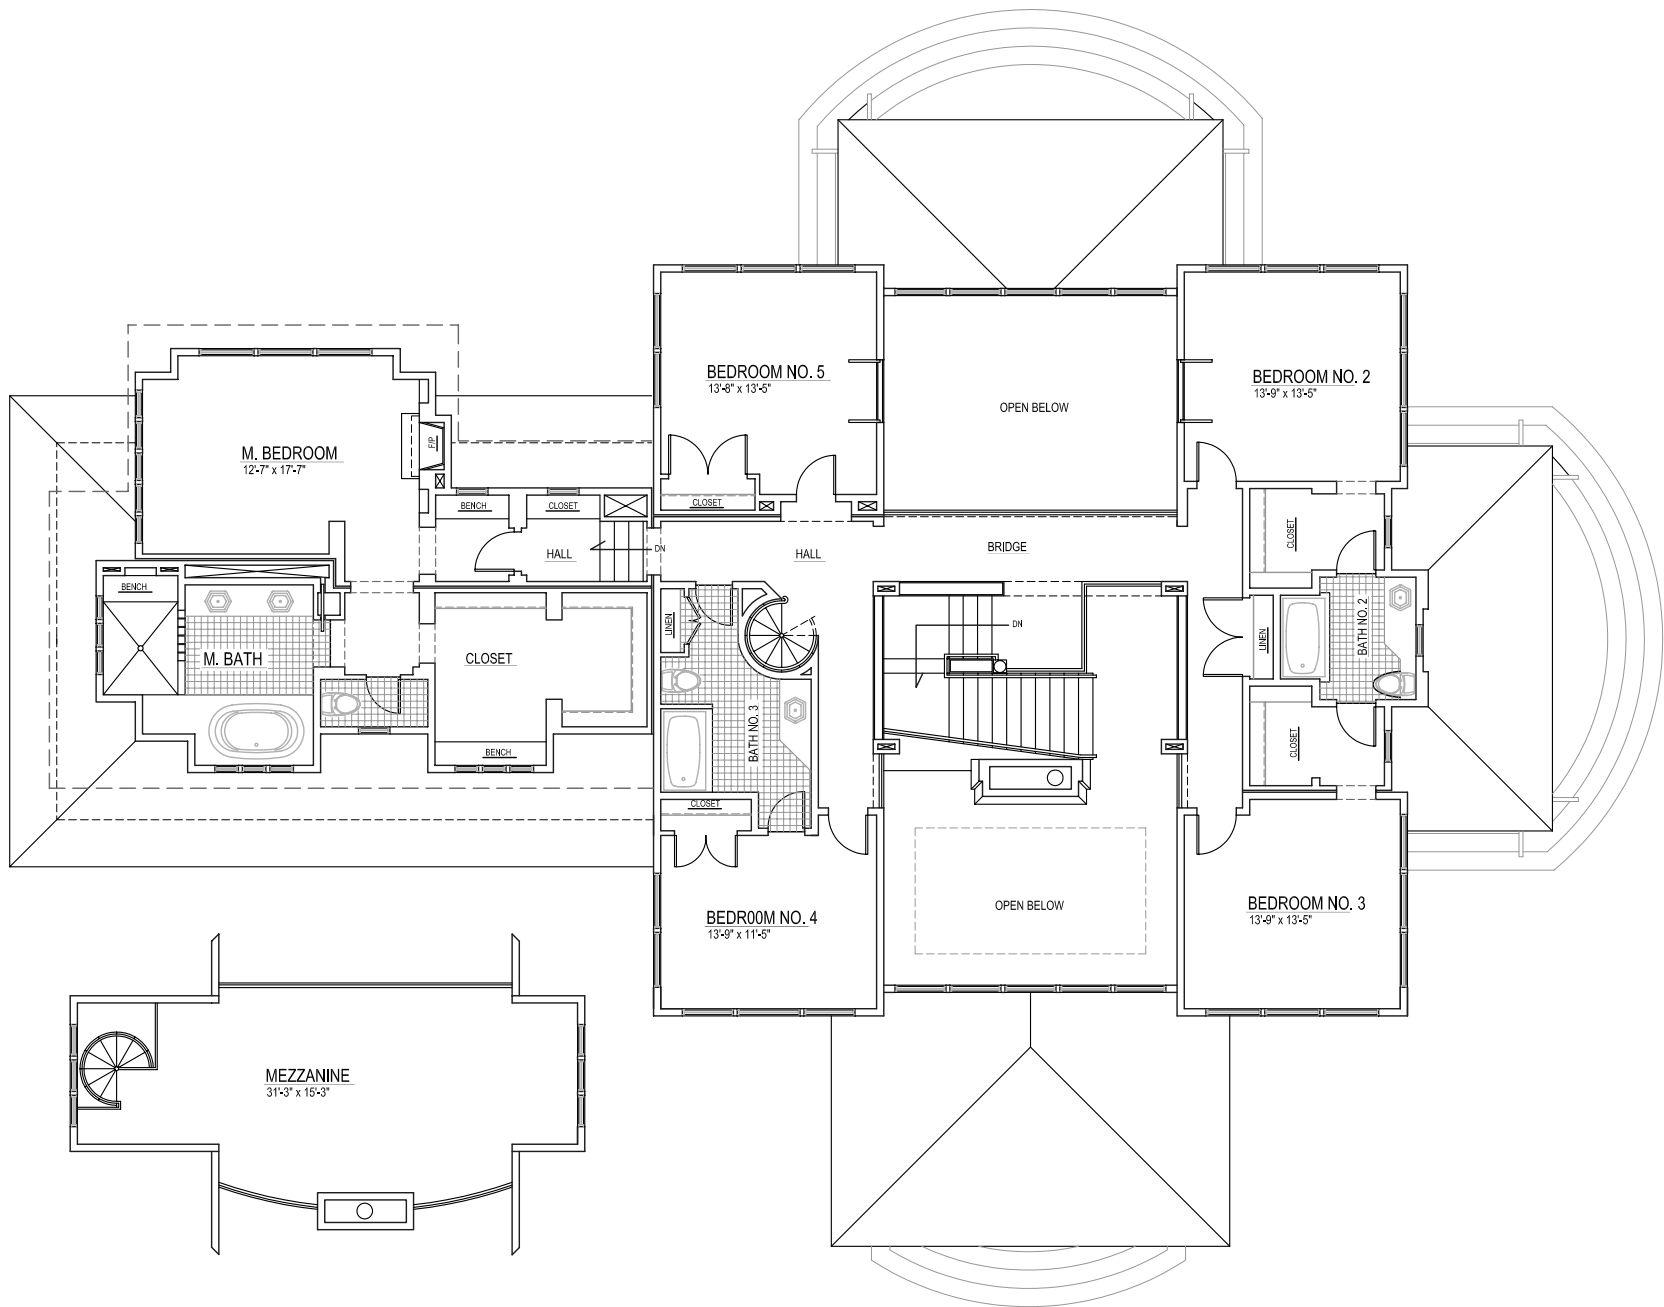 BEDROOM NO. 5
13'-8" x 13'-5"
BEDROOM NO. 2
13'-9" x 13'-5"
OPEN BELOW
M. BEDROOM
12'-7" x 17'-7"
F/P
BENCH
CLOSET
CLOSET
HALL
DN
HALL
BRIDGE
CLOSET
BENCH
LINEN
DN
LINEN
BATH NO. 2
M. BATH
CLOSET
BATH NO. 3
CLOSET
BENCH
CLOSET
BEDR00M NO. 4
13'-9" x 11'-5"
OPEN BELOW
BEDROOM NO. 3
13'-9" x 13'-5"
MEZZANINE
31'-3" x 15'-3"